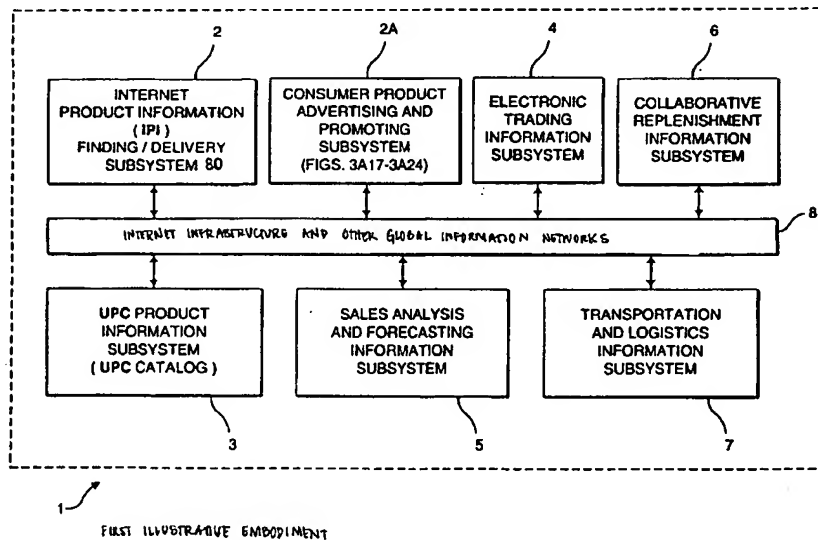 2
2A
4
6
INTERNET
PRODUCT INFORMATION
( IPI )
FINDING / DELIVERY
SUBSYSTEM 80
CONSUMER PRODUCT
ADVERTISING AND
PROMOTING
SUBSYSTEM
(FIGS. 3A17-3A24)
ELECTRONIC
TRADING
INFORMATION
SUBSYSTEM
COLLABORATIVE
REPLENISHMENT
INFORMATION
SUBSYSTEM
8
INTERNET INFRASTRUCTURE AND OTHER GLOBAL INFORMATION NETWORKS
UPC PRODUCT
INFORMATION
SUBSYSTEM
( UPC CATALOG )
SALES ANALYSIS
AND FORECASTING
INFORMATION
SUBSYSTEM
TRANSPORTATION
AND LOGISTICS
INFORMATION
SUBSYSTEM
3
5
7
1
FIRST ILLUSTRATIVE EMBODIMENT